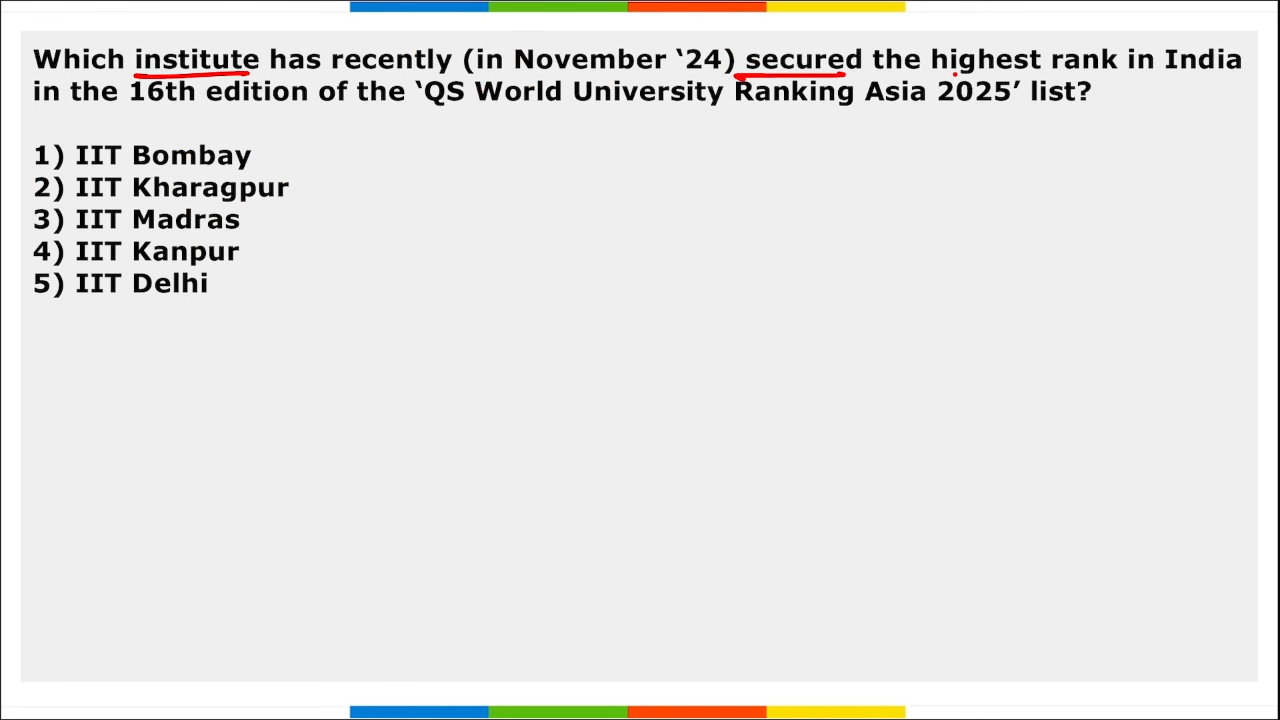 Which institute has recently (in November ‘24) secured the highest rank in India
in the 16th edition of the ‘QS World University Ranking Asia 2025’ list?
1) IIT Bombay
2) IIT Kharagpur
3) IIT Madras
4) IIT Kanpur
5) IIT Delhi